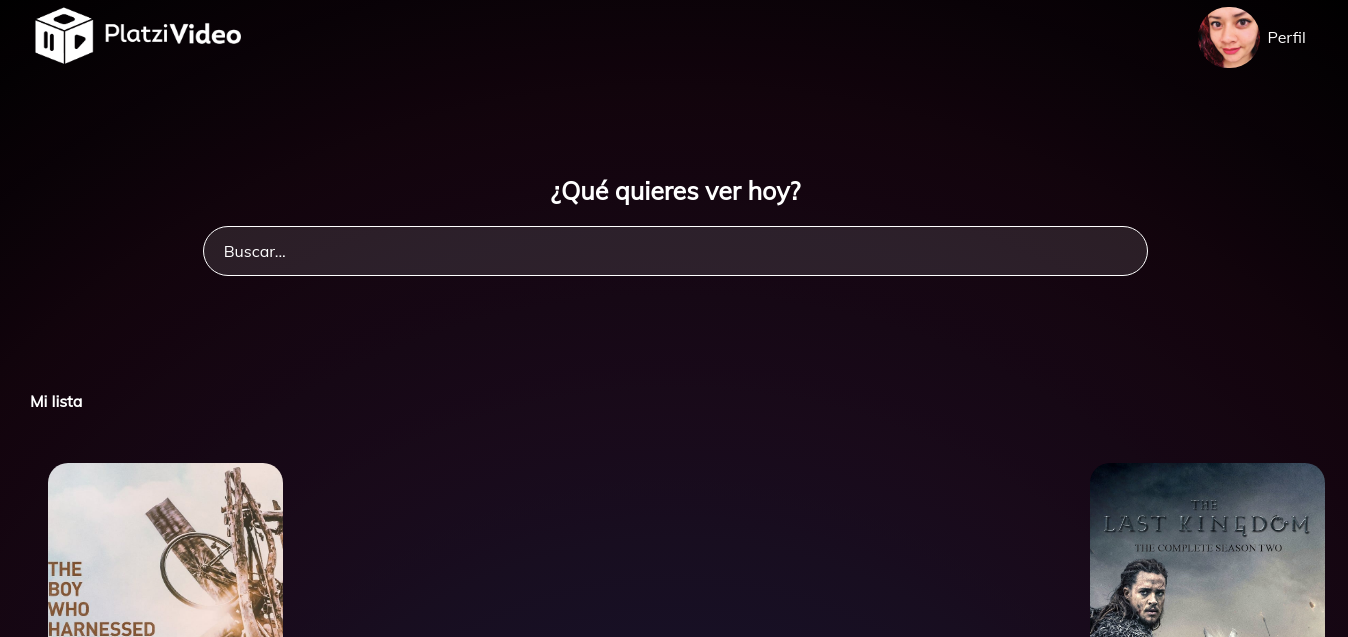 PlatziVideo
Perfil
¿Qué quieres ver hoy?
Buscar...
Mi lista
THE
BOY
WHO
HARNESSED
THE
LAST KINGDOM
THE COMPLETE SEASON TWO